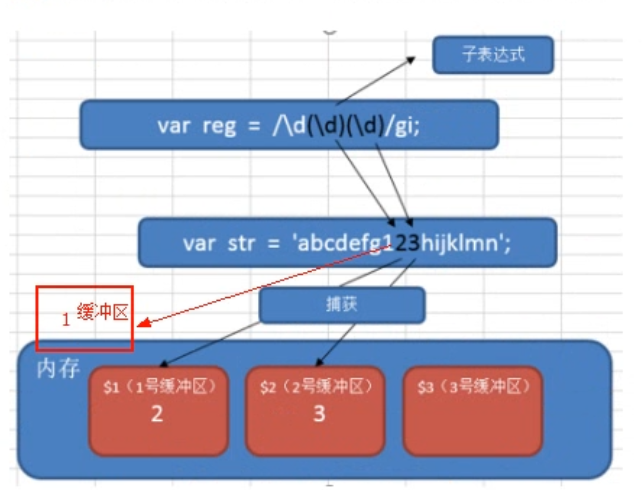 子表达式
var reg = /\d(\d)(\d)/gi;
var str = 'abcdefg123hijklmn';
1 缓冲区
捕获
内存
$1（1号缓冲区）
2
$2（2号缓冲区）
3
$3（3号缓冲区）